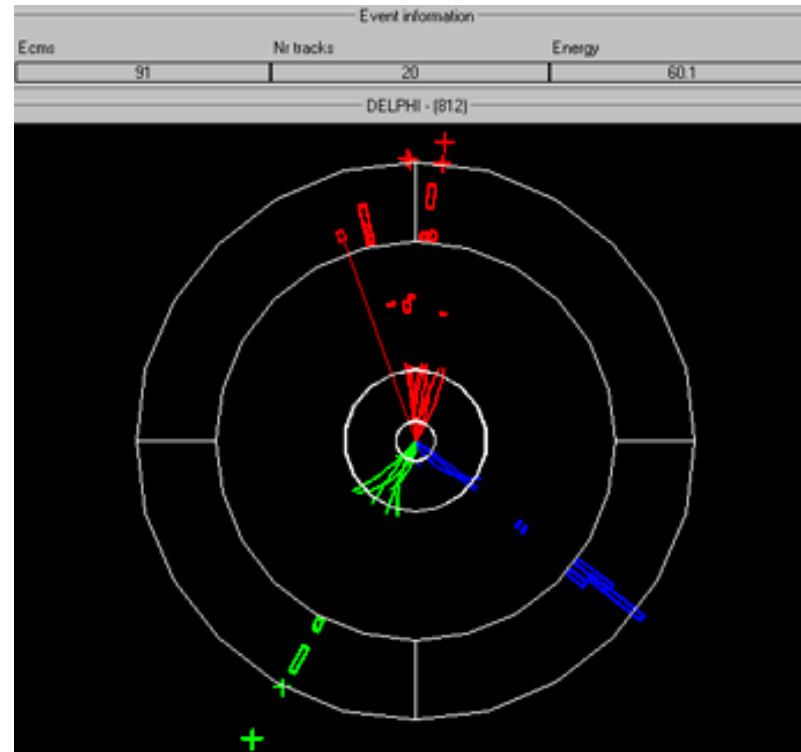 Event information
Ecms Nr tracks Energy
91 20 60.1
DELPHI - (812)